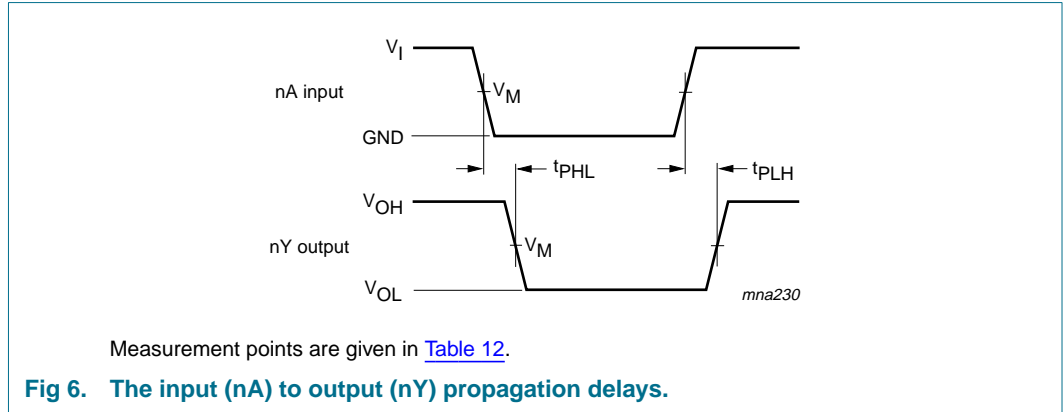 VI
nA input
VM
GND
tPHL
tPLH
VOH
nY output
VM
VOL
mna230
Measurement points are given in Table 12.
Fig 6. The input (nA) to output (nY) propagation delays.